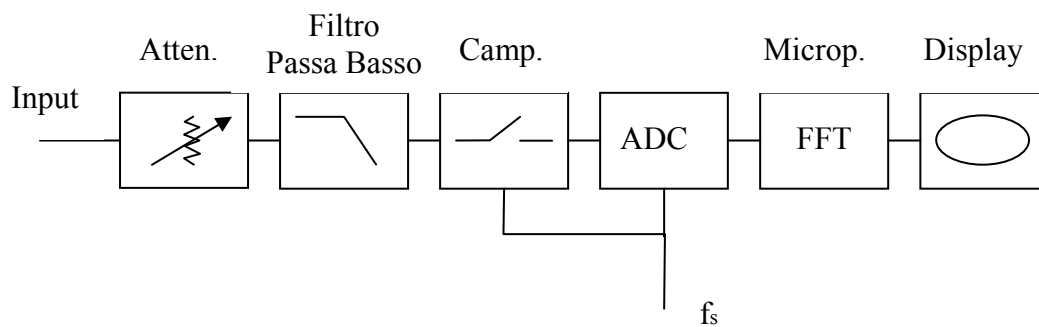 Atten.
Filtro
Passa Basso
Camp.
Microp.
Display
Input
ADC
FFT
fs